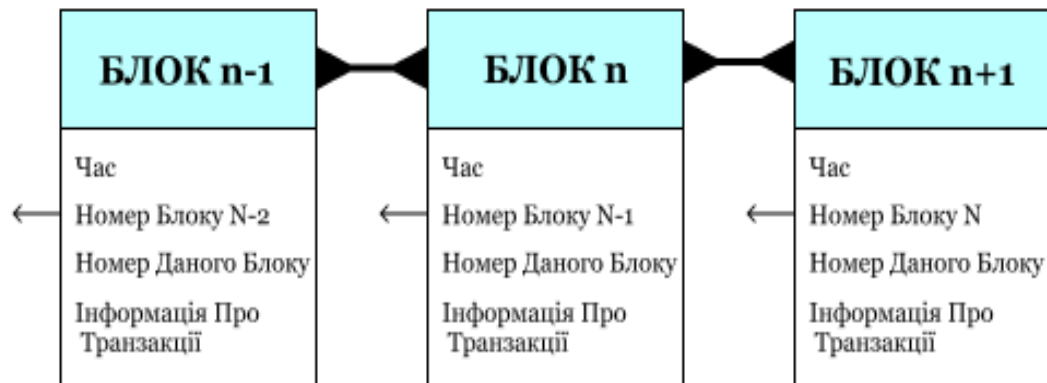 БЛОК n-1
Час
Номер Блоку N-2
Номер Даного Блоку
Інформація Про
Транзакції
БЛОК n
Час
Номер Блоку N-1
Номер Даного Блоку
Інформація Про
Транзакції
БЛОК n+1
Час
Номер Блоку N
Номер Даного Блоку
Інформація Про
Транзакції